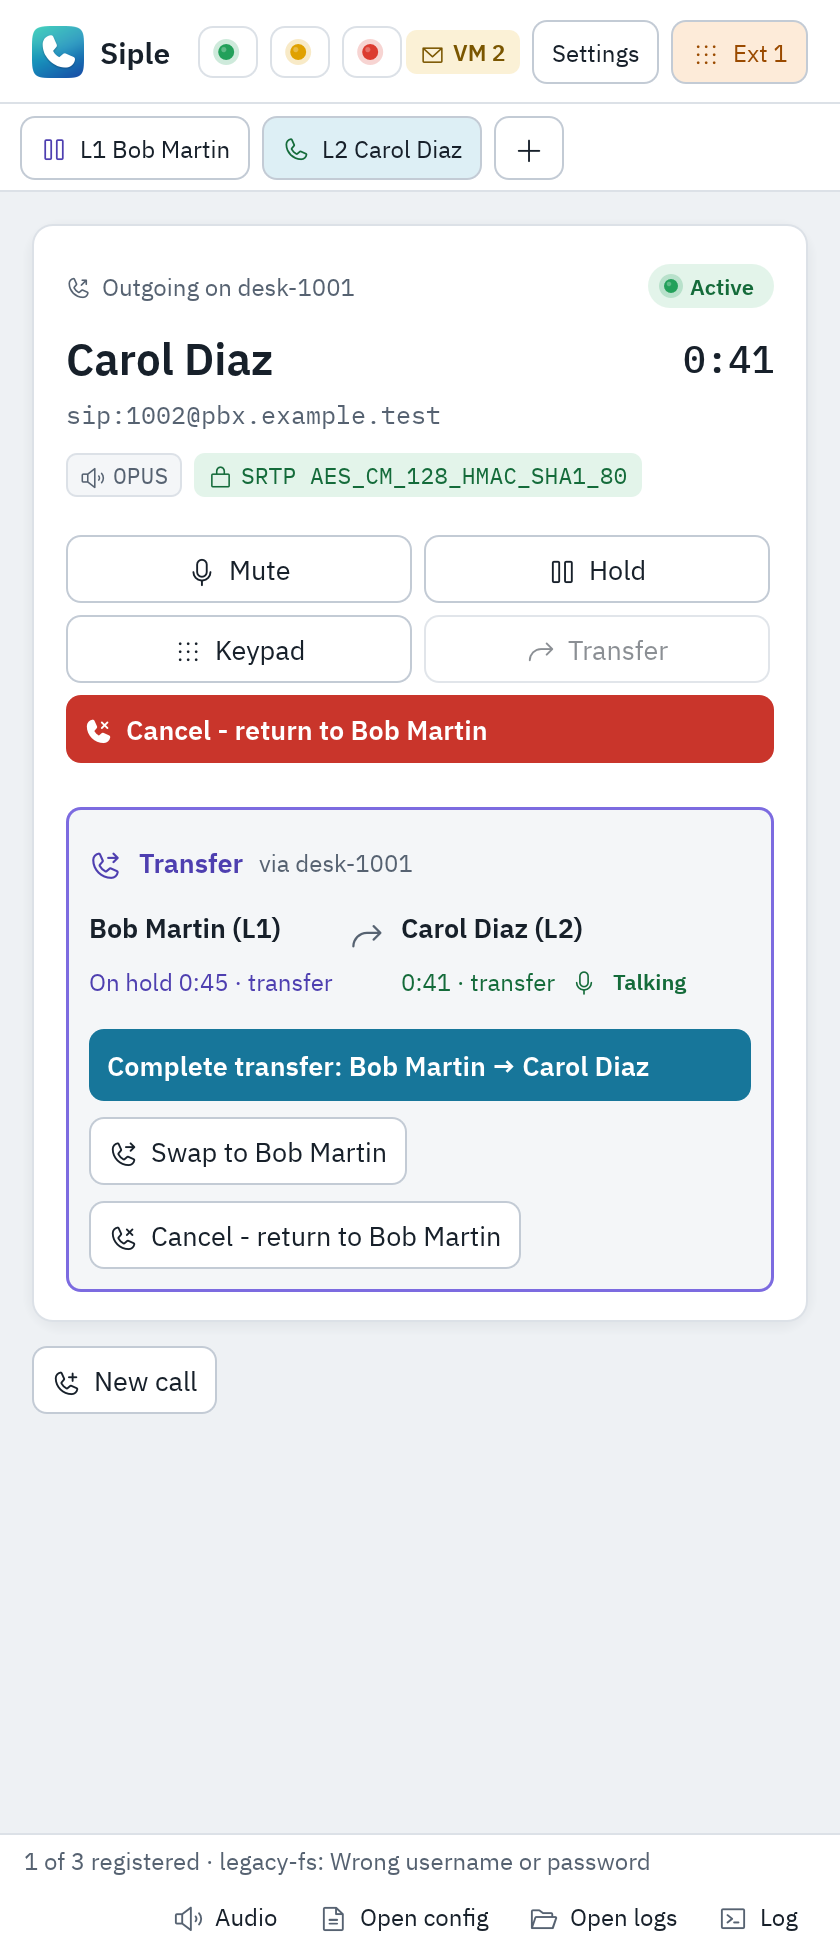 Siple VM 2 Settings Ext 1
L1 Bob Martin L2 Carol Diaz
Outgoing on desk-1001 Active
Carol Diaz 0:41
sip:1002@pbx.example.test
OPUS SRTP AES_CM_128_HMAC_SHA1_80
Mute Hold
Keypad Transfer
Cancel - return to Bob Martin
Transfer via desk-1001
Bob Martin (L1) Carol Diaz (L2)
On hold 0:45 · transfer 0:41 · transfer Talking
Complete transfer: Bob Martin → Carol Diaz
Swap to Bob Martin
Cancel - return to Bob Martin
New call
1 of 3 registered · legacy-fs: Wrong username or password
Audio Open config Open logs Log